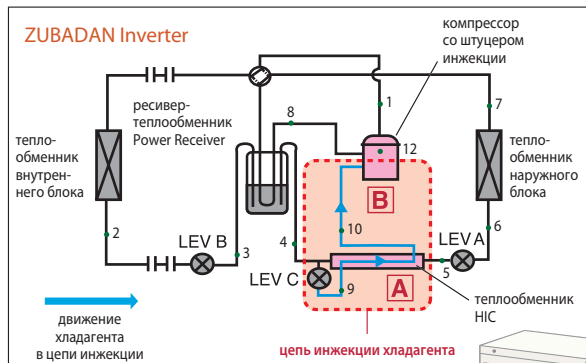 ZUBADAN Inverter
компрессор
со штуцером
инжекции
1
7
ресивер-
теплообменник
Power Receiver
8
12
тепло-
обменник
внутрен-
него блока
тепло-
обменник
наружного
блока
B
2
10
6
LEV B
3
4
LEV A
5
LEV C
9
A
теплообменник
HIC
движение
хладагента
в цепи инжекции
цепь инжекции хладагента